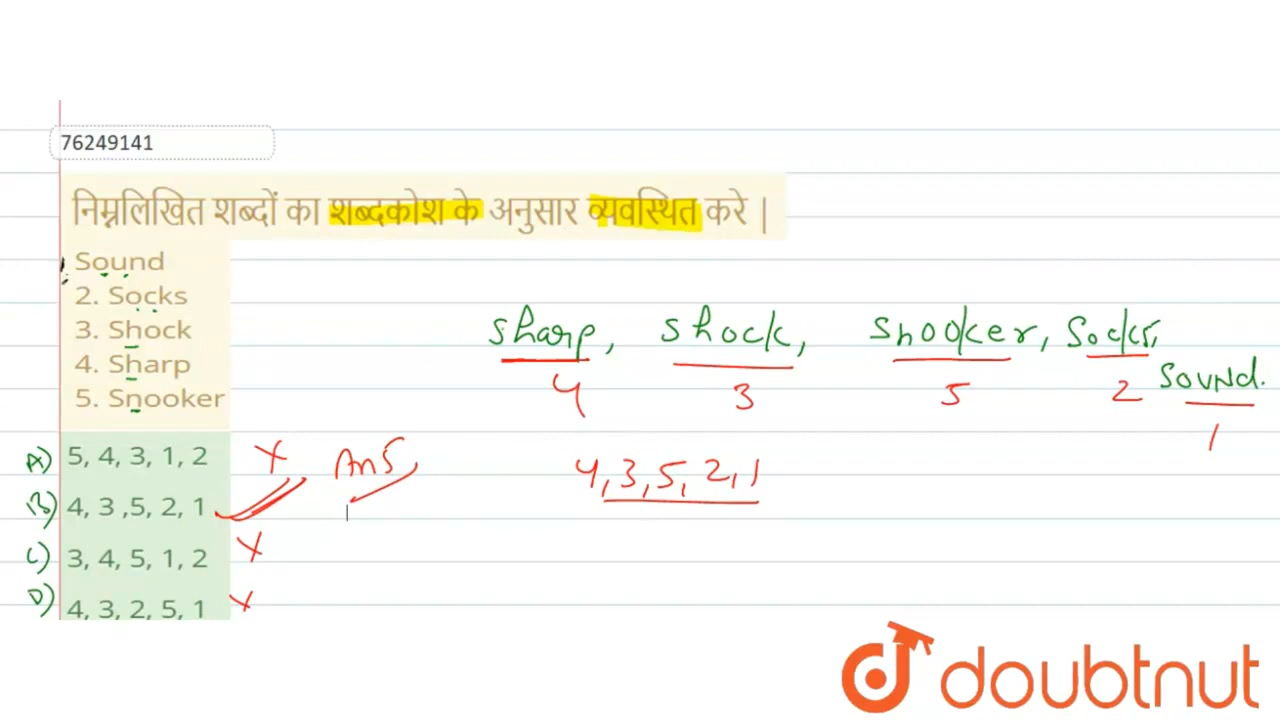 76249141
निम्नलिखित शब्दों का शब्दकोश के अनुसार व्यवस्थित करे |
Sound
2. Socks
3. Shock
4. Sharp
5. Snooker
Sharp, Shock, Snooker, Socks,
Sound.
4 3 5 2
1
A) 5, 4, 3, 1, 2 X Ans, 4, 3, 5, 2, 1
B) 4, 3 ,5, 2, 1
C) 3, 4, 5, 1, 2 X
D) 4, 3, 2, 5, 1 X
doubtnut